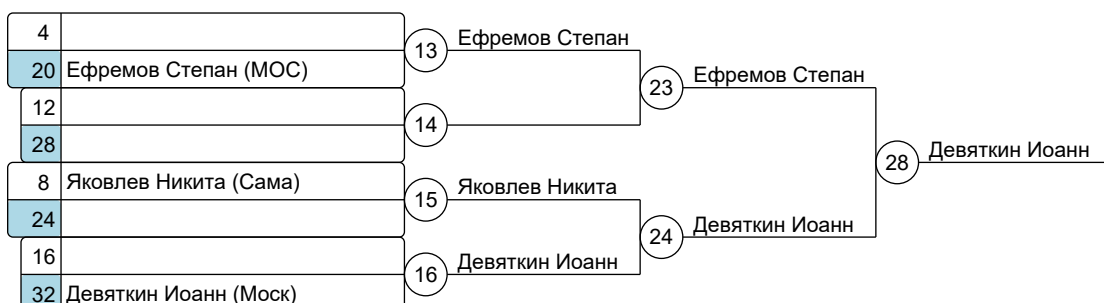 4
13
Ефремов Степан
20 Ефремов Степан (МОС)
23
Ефремов Степан
12
14
28
28
Девяткин Иоанн
8 Яковлев Никита (Сама)
15
Яковлев Никита
24
24
Девяткин Иоанн
16
16
Девяткин Иоанн
32 Девяткин Иоанн (Моск)